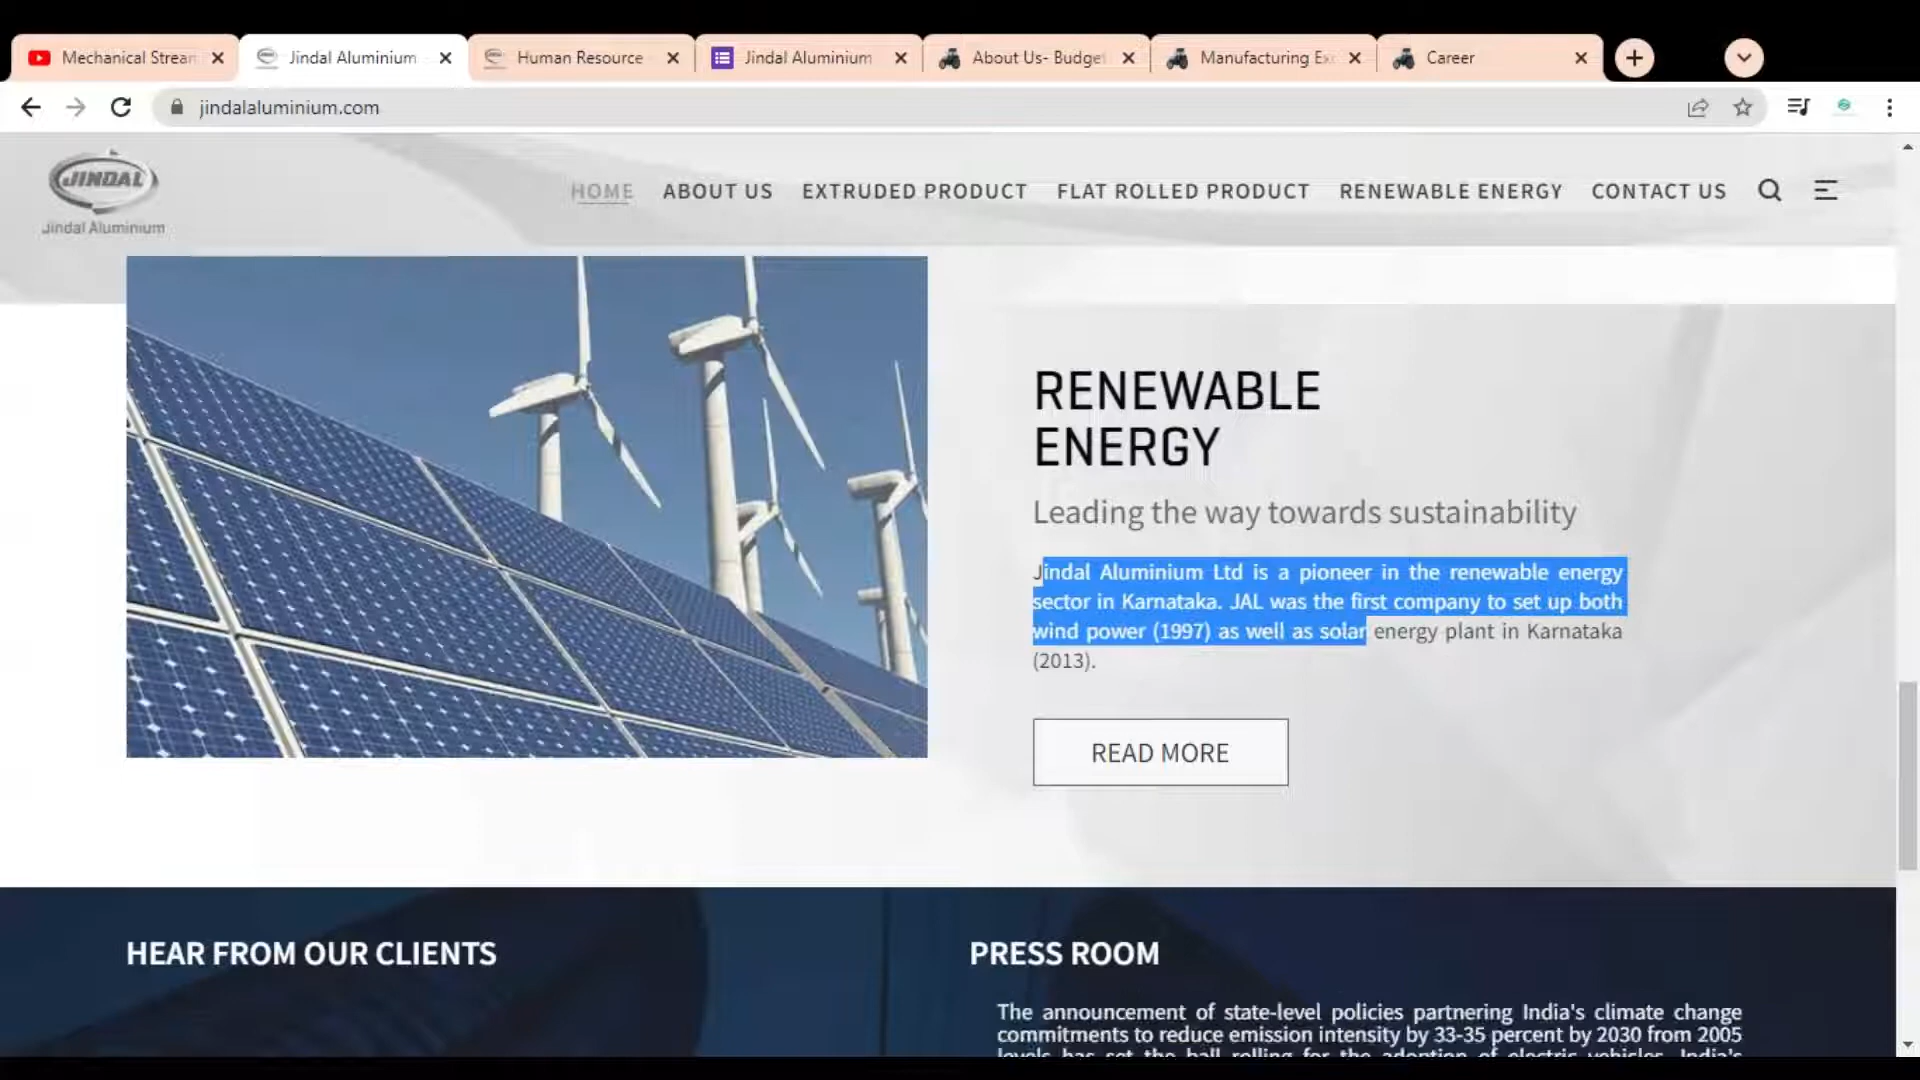 Mechanical Strean
Jindal Aluminium
Human Resource
Jindal Aluminium
About Us- Budget
Manufacturing Exc
Career
jindalaluminium.com
JINDAL
Jindal Aluminium
HOME
ABOUT US
EXTRUDED PRODUCT
FLAT ROLLED PRODUCT
RENEWABLE ENERGY
CONTACT US
RENEWABLE
ENERGY
Leading the way towards sustainability
Jindal Aluminium Ltd is a pioneer in the renewable energy
sector in Karnataka. JAL was the first company to set up both
wind power (1997) as well as solar energy plant in Karnataka
(2013).
READ MORE
HEAR FROM OUR CLIENTS
PRESS ROOM
The announcement of state-level policies partnering India's climate change
commitments to reduce emission intensity by 33-35 percent by 2030 from 2005
levels has set the ball rolling for the adoption of electric vehicles. India's